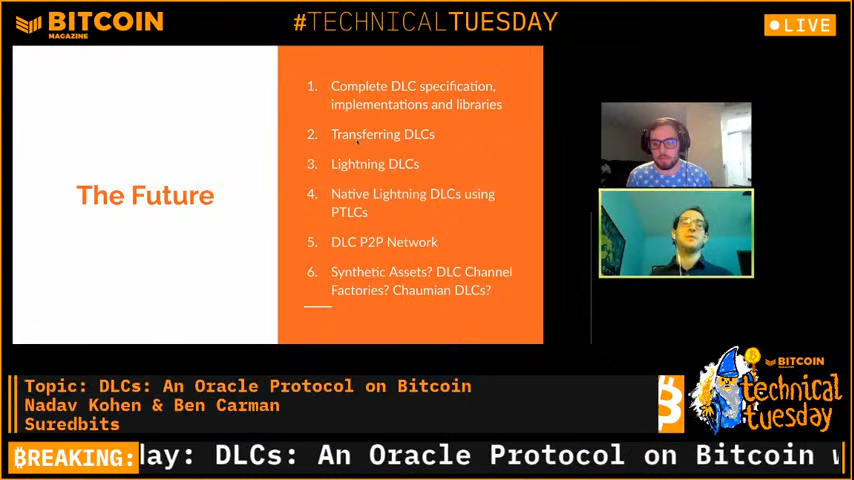 BITCOIN
MAGAZINE
#TECHNICALTUESDAY
LIVE
The Future
1. Complete DLC specification,
implementations and libraries
2. Transferring DLCs
3. Lightning DLCs
4. Native Lightning DLCs using
PTLCs
5. DLC P2P Network
6. Synthetic Assets? DLC Channel
Factories? Chaumian DLCs?
Topic: DLCs: An Oracle Protocol on Bitcoin
Nadav Kohen & Ben Carman
Suredbits
BITCOIN
MAGAZINE
technical
tuesday
₿REAKING: lay: DLCs: An Oracle Protocol on Bitcoin w